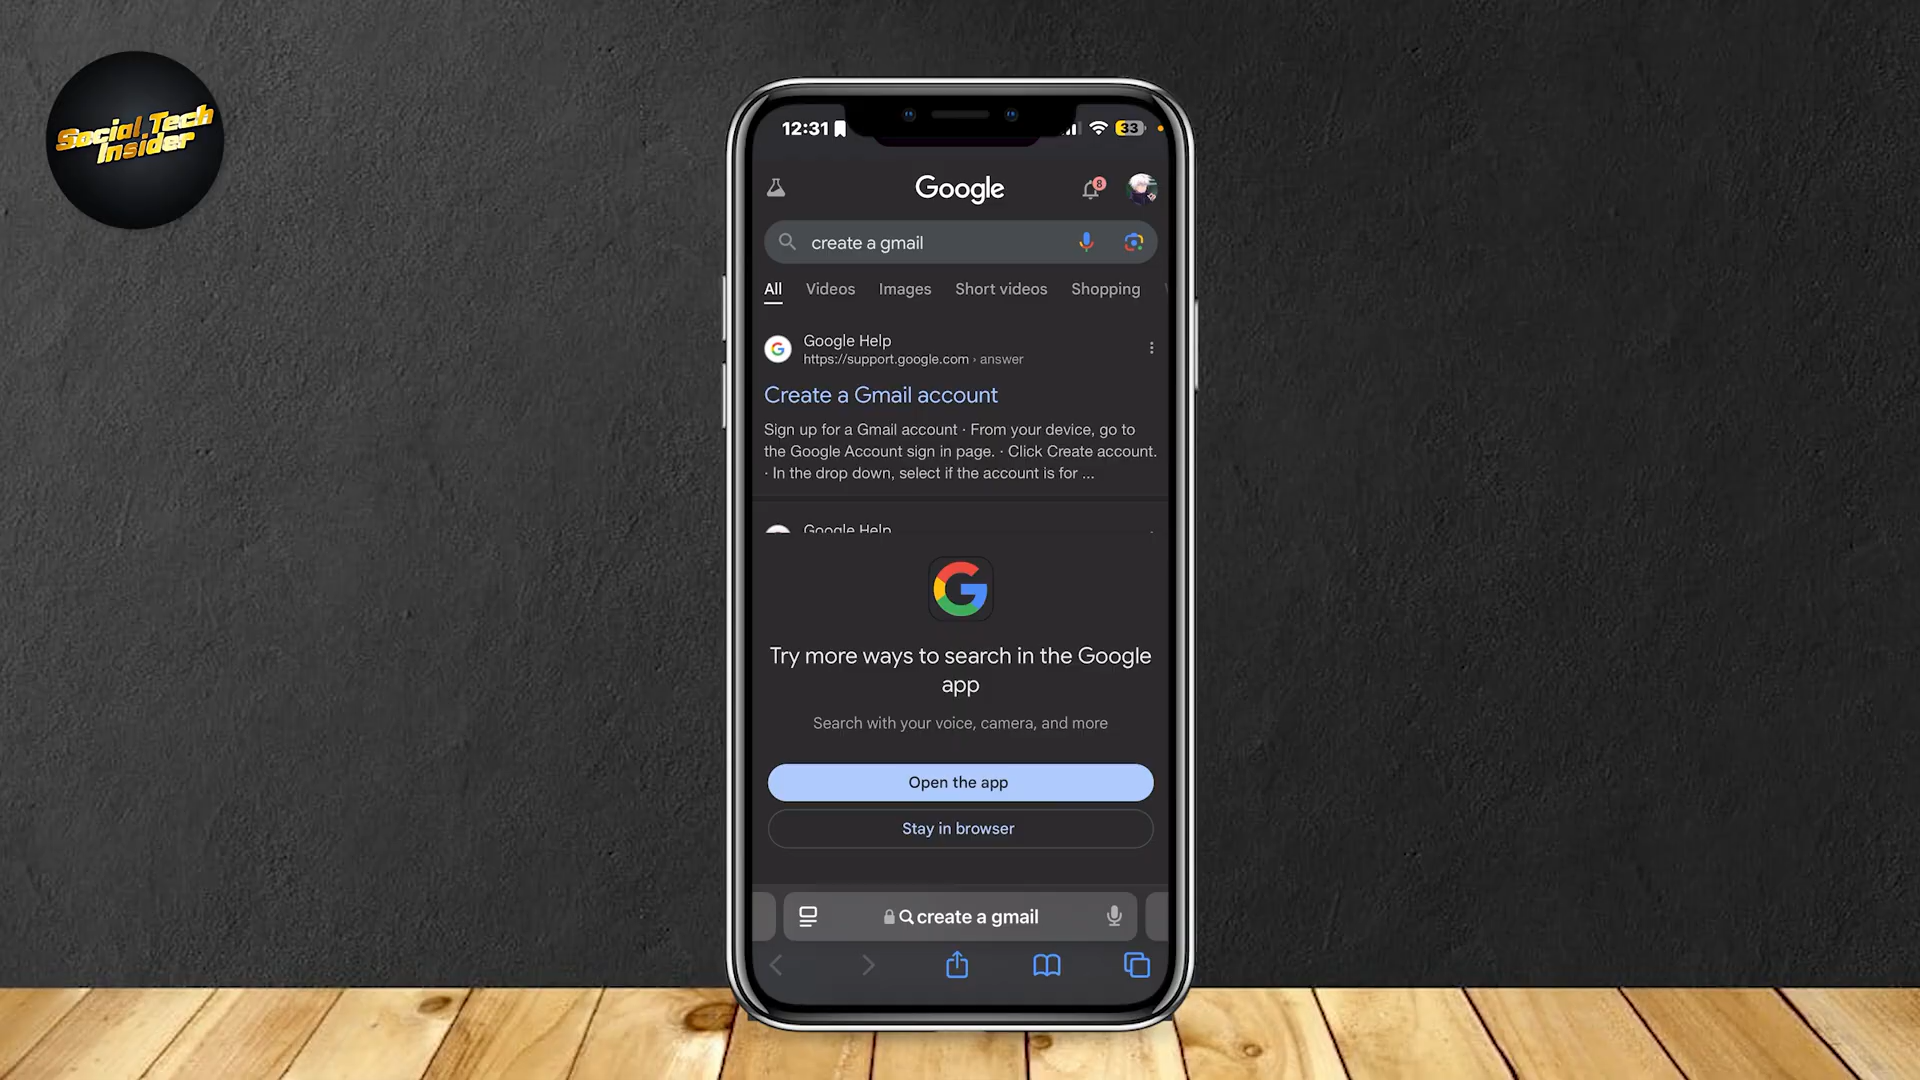 Social Tech
Insider
12:31
33
Google
8
create a gmail
All Videos Images Short videos Shopping
Google Help
https://support.google.com › answer
Create a Gmail account
Sign up for a Gmail account · From your device, go to
the Google Account sign in page. · Click Create account.
· In the drop down, select if the account is for ...
Google Help
Try more ways to search in the Google
app
Search with your voice, camera, and more
Open the app
Stay in browser
create a gmail